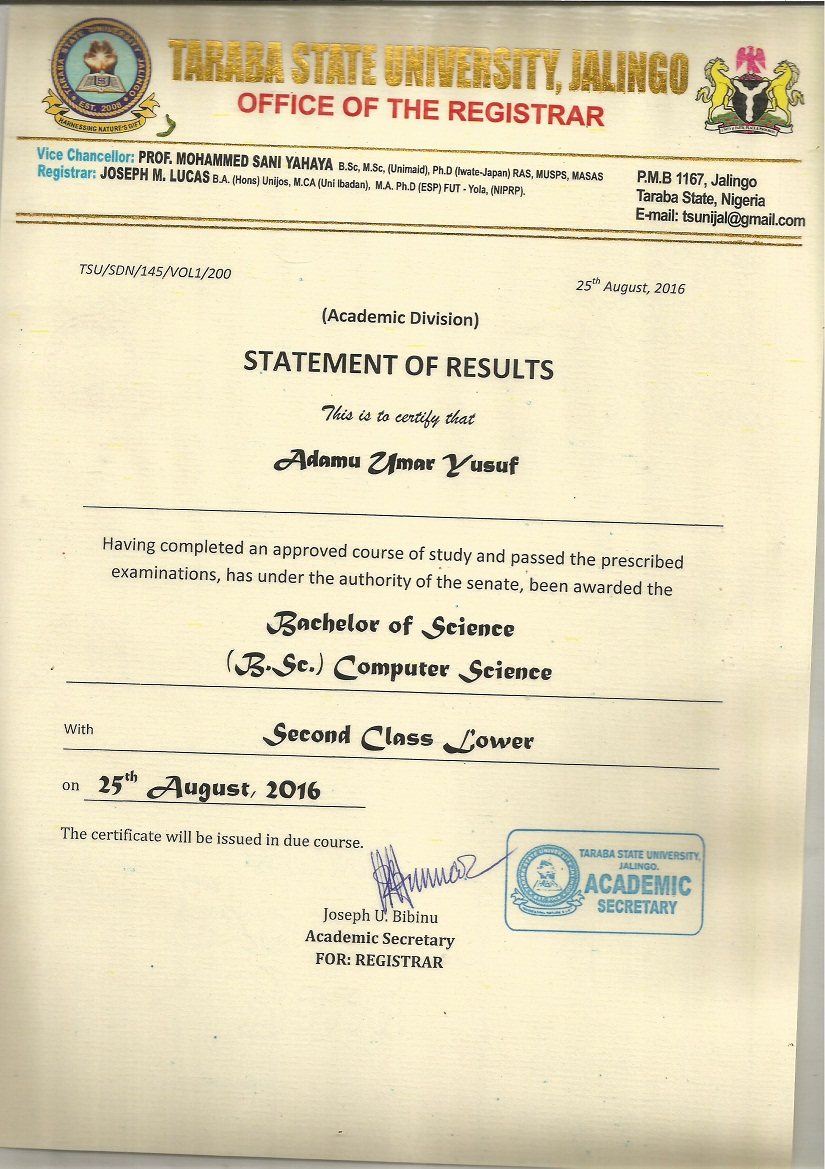 TARABA STATE UNIVERSITY, JALINGO
EST. 2008
HARNESSING NATURE'S GIFT
TARABA STATE UNIVERSITY, JALINGO
OFFICE OF THE REGISTRAR
Vice Chancellor: PROF. MOHAMMED SANI YAHAYA B.Sc, M.Sc, (Unimaid), Ph.D (Iwate-Japan) RAS, MUSPS, MASAS
Registrar: JOSEPH M. LUCAS B.A. (Hons) Unijos, M.CA (Uni Ibadan), M.A. Ph.D (ESP) FUT - Yola, (NIPRP).
P.M.B 1167, Jalingo
Taraba State, Nigeria
E-mail: tsunijal@gmail.com
TSU/SDN/145/VOL1/200
25th August, 2016
(Academic Division)
STATEMENT OF RESULTS
This is to certify that
Adamu Umar Yusuf
Having completed an approved course of study and passed the prescribed
examinations, has under the authority of the senate, been awarded the
Bachelor of Science
(B.Sc.) Computer Science
With Second Class Lower
on 25th August, 2016
The certificate will be issued in due course.
Joseph U. Bibinu
Academic Secretary
FOR: REGISTRAR
TARABA STATE UNIVERSITY,
JALINGO.
ACADEMIC
SECRETARY